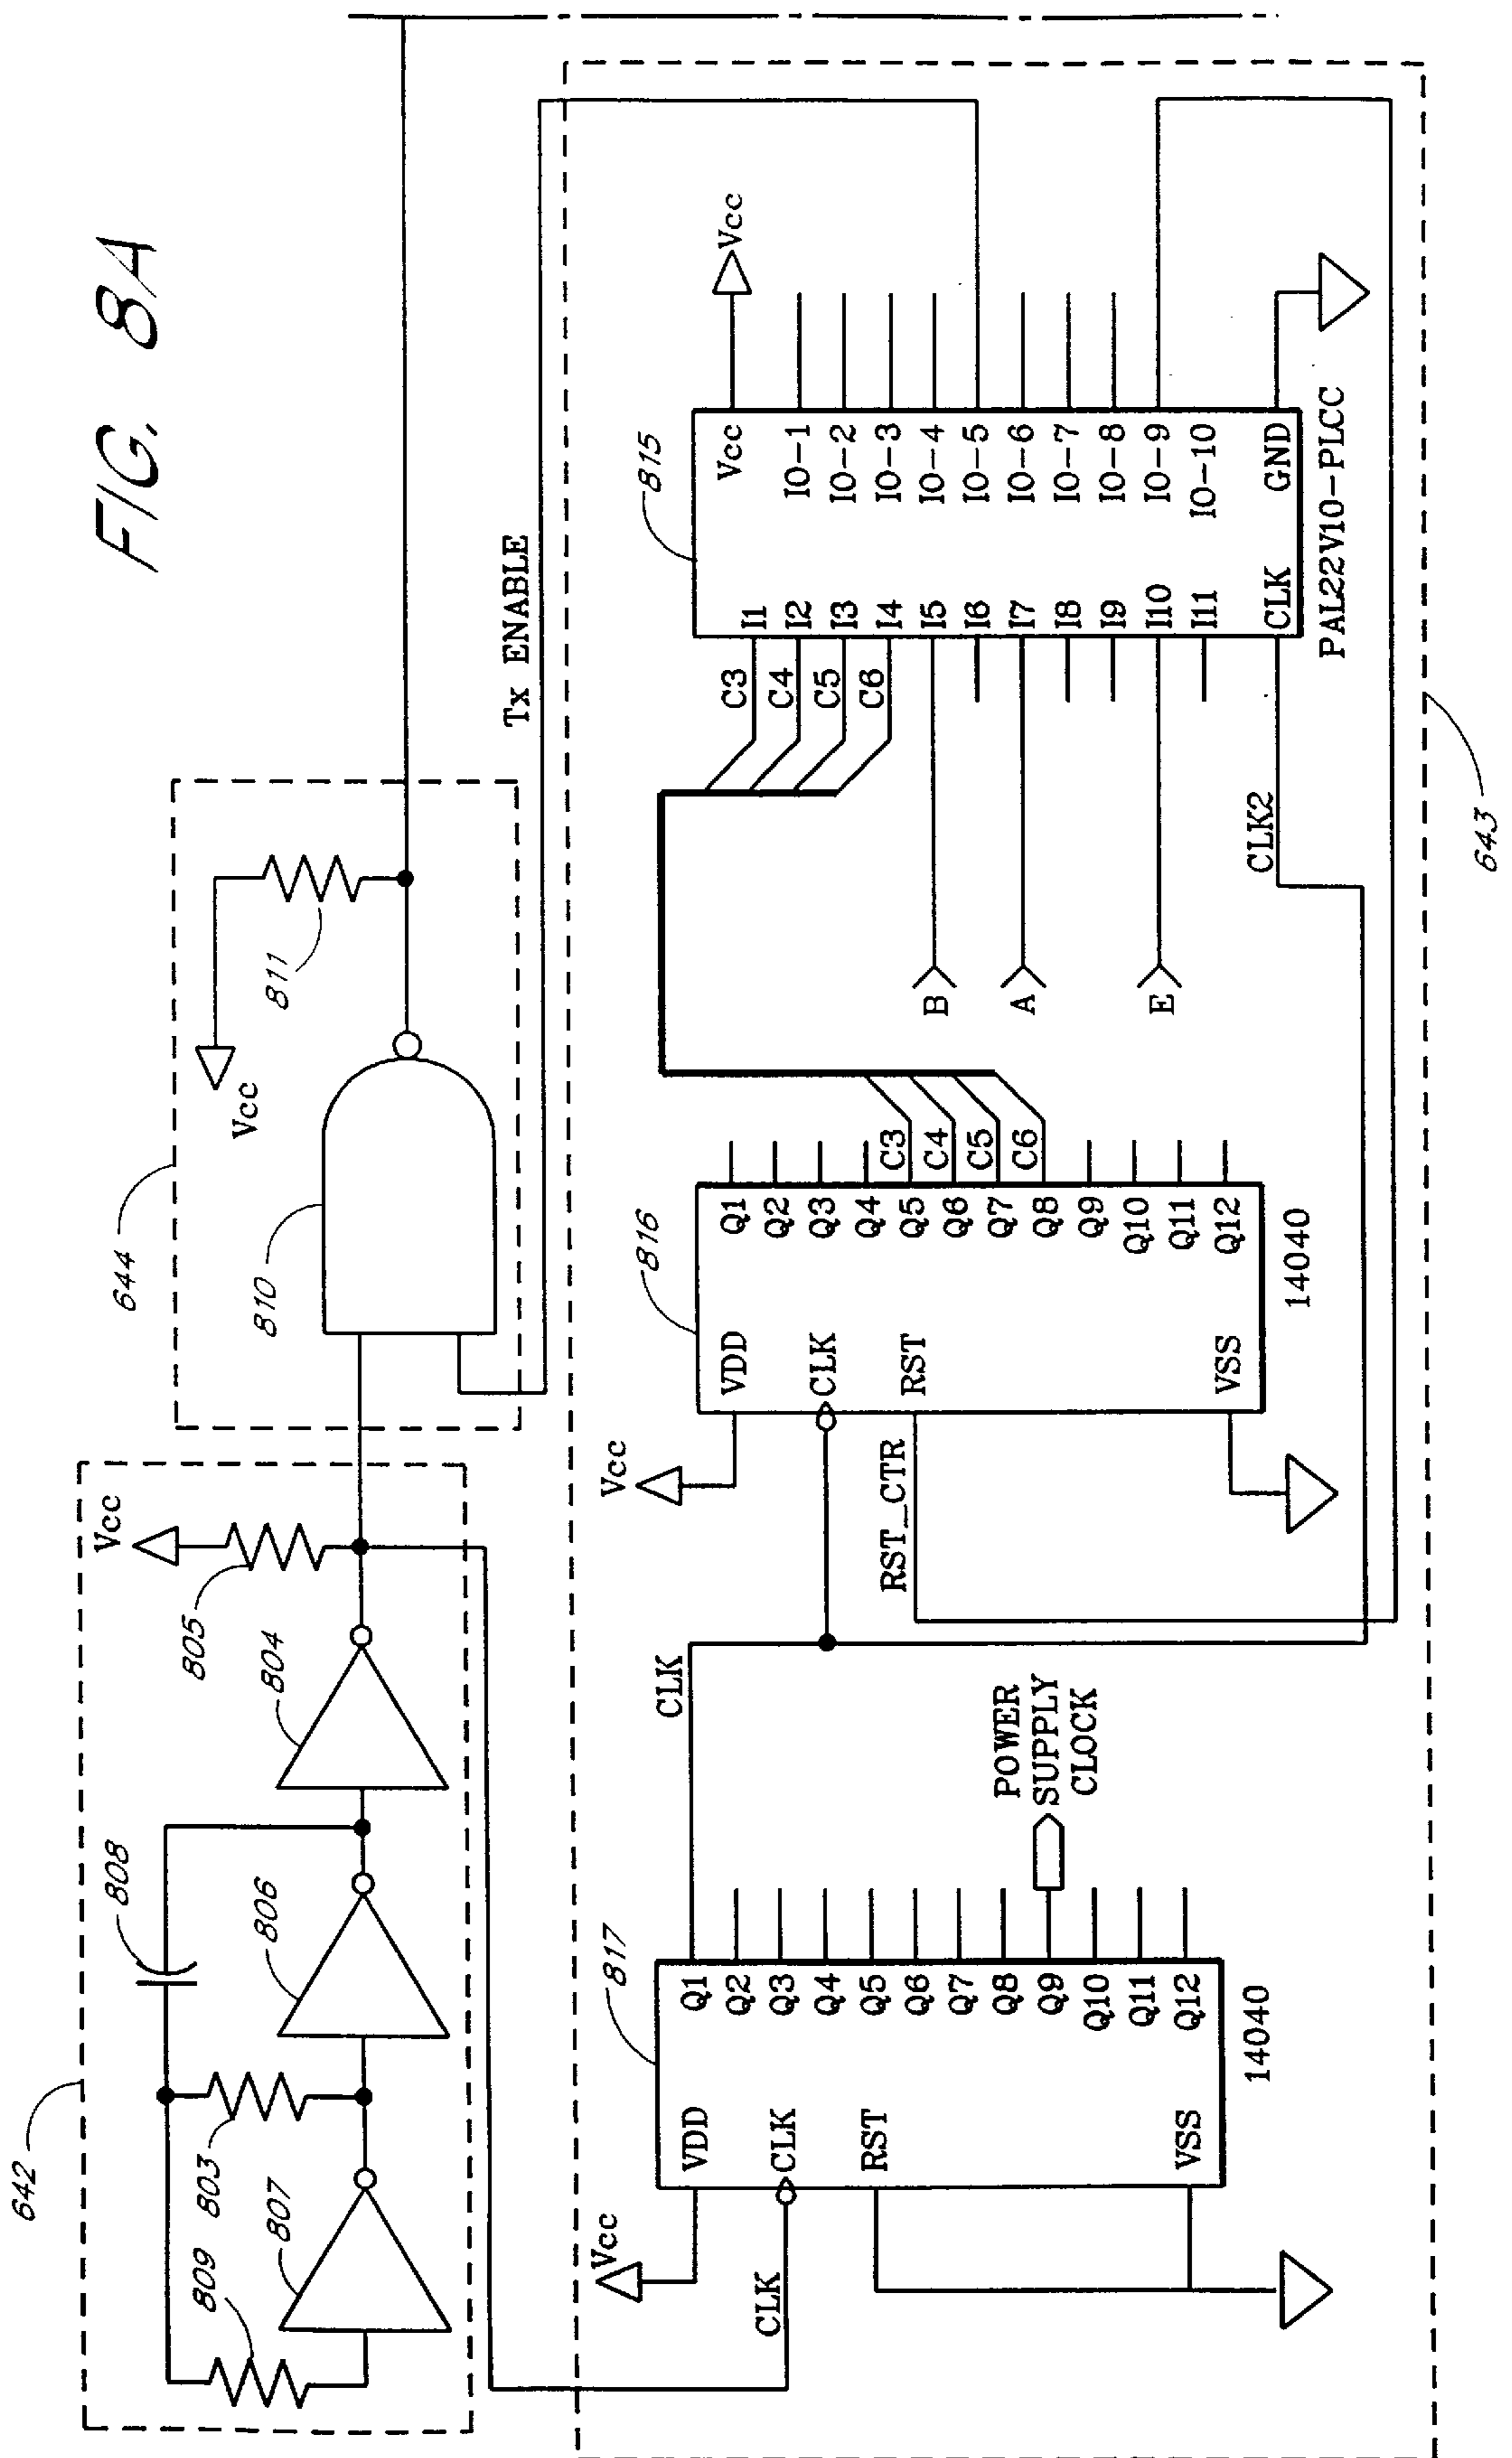 FIG. 8A
642
809
803
807
808
806
804
805
Vcc
644
810
811
Vcc
Tx ENABLE
643
817
Vcc
CLK
VDD
CLK
RST
VSS
Q1
Q2
Q3
Q4
Q5
Q6
Q7
Q8
Q9
Q10
Q11
Q12
14040
POWER
SUPPLY
CLOCK
CLK
816
Vcc
RST_CTR
VDD
CLK
RST
VSS
Q1
Q2
Q3
Q4
Q5
Q6
Q7
Q8
Q9
Q10
Q11
Q12
14040
C3
C4
C5
C6
B
A
E
CLK2
C3
C4
C5
C6
815
I1
I2
I3
I4
I5
I6
I7
I8
I9
I10
I11
CLK
Vcc
IO-1
IO-2
IO-3
IO-4
IO-5
IO-6
IO-7
IO-8
IO-9
IO-10
GND
PAL22V10-PLCC
Vcc